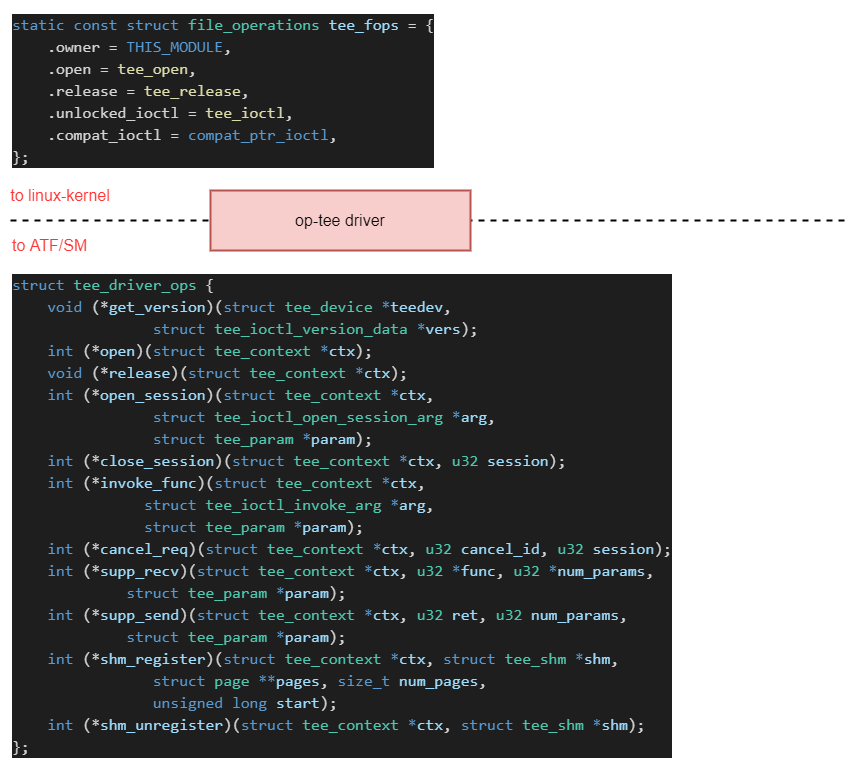 static const struct file_operations tee_fops = {
    .owner = THIS_MODULE,
    .open = tee_open,
    .release = tee_release,
    .unlocked_ioctl = tee_ioctl,
    .compat_ioctl = compat_ptr_ioctl,
};
to linux-kernel
op-tee driver
to ATF/SM
struct tee_driver_ops {
    void (*get_version)(struct tee_device *teedev,
                struct tee_ioctl_version_data *vers);
    int (*open)(struct tee_context *ctx);
    void (*release)(struct tee_context *ctx);
    int (*open_session)(struct tee_context *ctx,
                struct tee_ioctl_open_session_arg *arg,
                struct tee_param *param);
    int (*close_session)(struct tee_context *ctx, u32 session);
    int (*invoke_func)(struct tee_context *ctx,
               struct tee_ioctl_invoke_arg *arg,
               struct tee_param *param);
    int (*cancel_req)(struct tee_context *ctx, u32 cancel_id, u32 session);
    int (*supp_recv)(struct tee_context *ctx, u32 *func, u32 *num_params,
             struct tee_param *param);
    int (*supp_send)(struct tee_context *ctx, u32 ret, u32 num_params,
             struct tee_param *param);
    int (*shm_register)(struct tee_context *ctx, struct tee_shm *shm,
                struct page **pages, size_t num_pages,
                unsigned long start);
    int (*shm_unregister)(struct tee_context *ctx, struct tee_shm *shm);
};